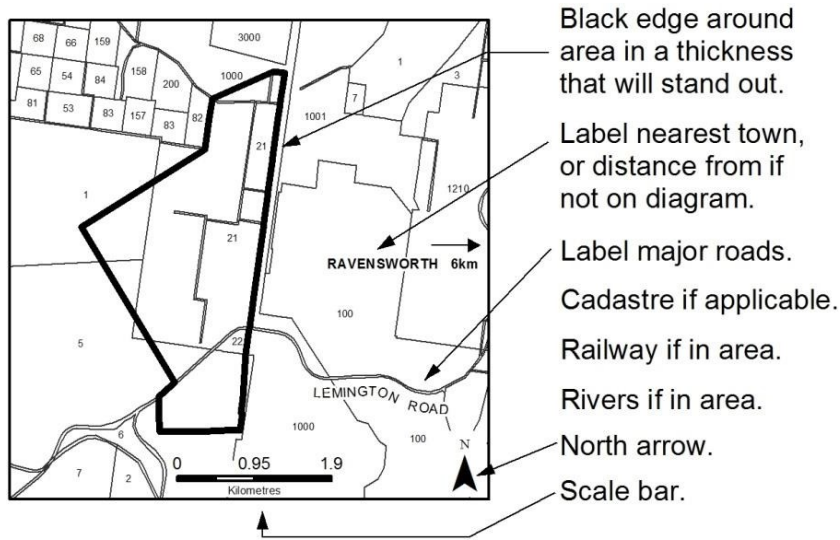 68
66
159
3000
65
54
84
158
200
1000
81
53
83
157
83
82
1
3
7
1001
21
1
1210
21
RAVENSWORTH 6km
100
5
22
LEMINGTON ROAD
6
1000
100
7
2
N
0 0.95 1.9
Kilometres
Black edge around
area in a thickness
that will stand out.
Label nearest town,
or distance from if
not on diagram.
Label major roads.
Cadastre if applicable.
Railway if in area.
Rivers if in area.
North arrow.
Scale bar.